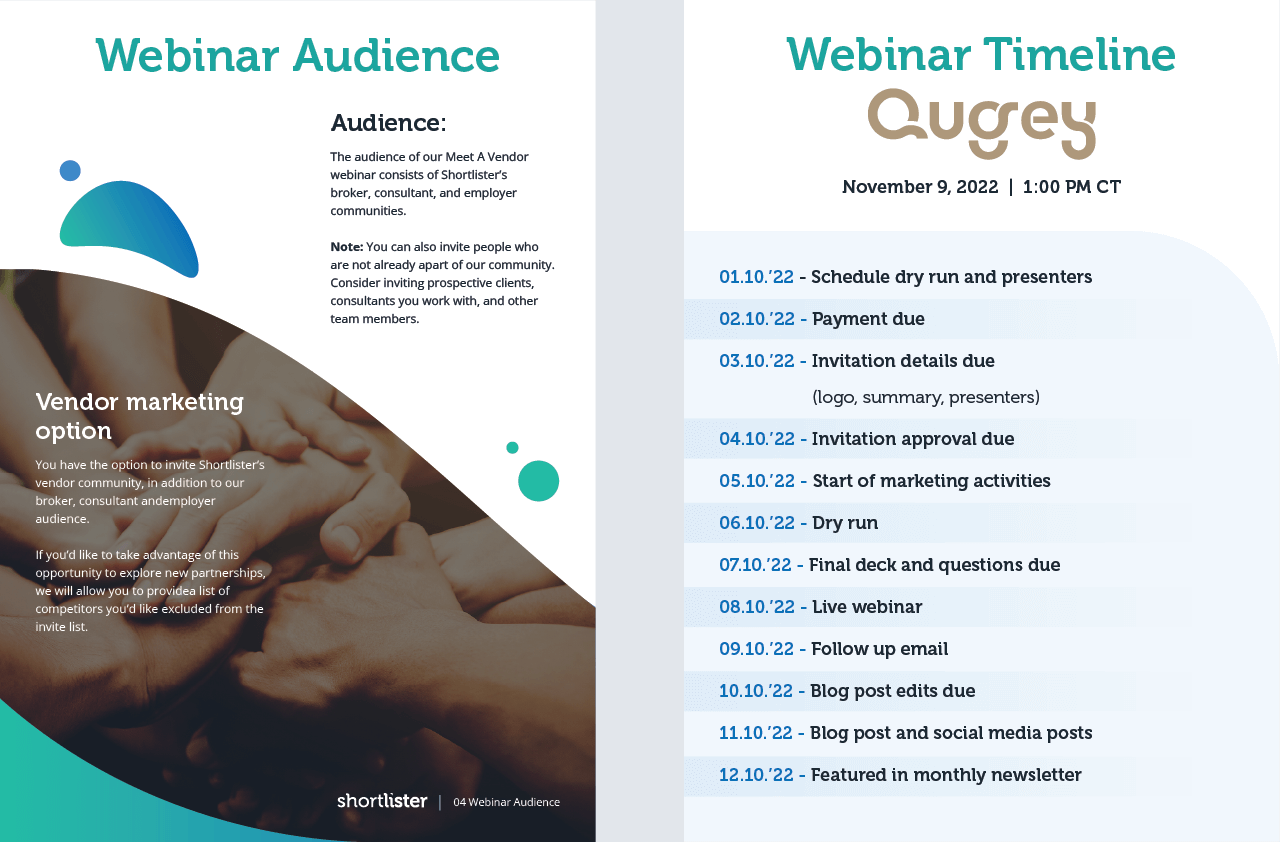 Webinar Audience
Audience:
The audience of our Meet A Vendor
webinar consists of Shortlister’s
broker, consultant, and employer
communities.
Note: You can also invite people who
are not already apart of our community.
Consider inviting prospective clients,
consultants you work with, and other
team members.
Vendor marketing
option
You have the option to invite Shortlister’s
vendor community, in addition to our
broker, consultant andemployer
audience.
If you’d like to take advantage of this
opportunity to explore new partnerships,
we will allow you to providea list of
competitors you’d like excluded from the
invite list.
shortlister | 04 Webinar Audience
Webinar Timeline
Qugey
November 9, 2022 | 1:00 PM CT
01.10.’22 - Schedule dry run and presenters
02.10.’22 - Payment due
03.10.’22 - Invitation details due
(logo, summary, presenters)
04.10.’22 - Invitation approval due
05.10.’22 - Start of marketing activities
06.10.’22 - Dry run
07.10.’22 - Final deck and questions due
08.10.’22 - Live webinar
09.10.’22 - Follow up email
10.10.’22 - Blog post edits due
11.10.’22 - Blog post and social media posts
12.10.’22 - Featured in monthly newsletter